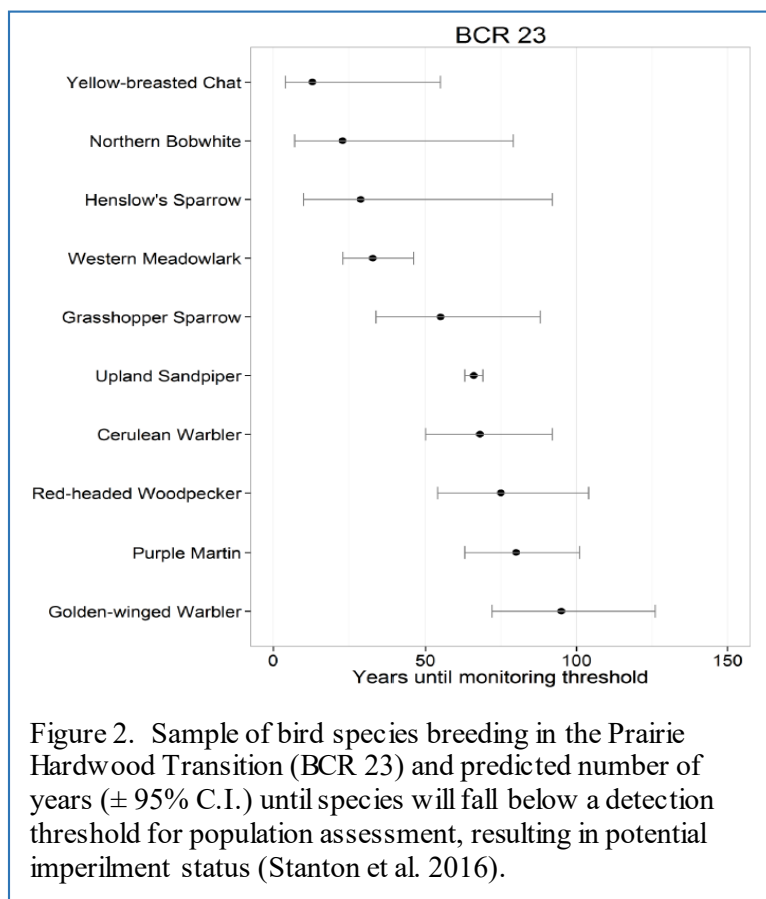 BCR 23
Yellow-breasted Chat
Northern Bobwhite
Henslow's Sparrow
Western Meadowlark
Grasshopper Sparrow
Upland Sandpiper
Cerulean Warbler
Red-headed Woodpecker
Purple Martin
Golden-winged Warbler
0 50 100 150
Years until monitoring threshold
Figure 2. Sample of bird species breeding in the Prairie
Hardwood Transition (BCR 23) and predicted number of
years (± 95% C.I.) until species will fall below a detection
threshold for population assessment, resulting in potential
imperilment status (Stanton et al. 2016).